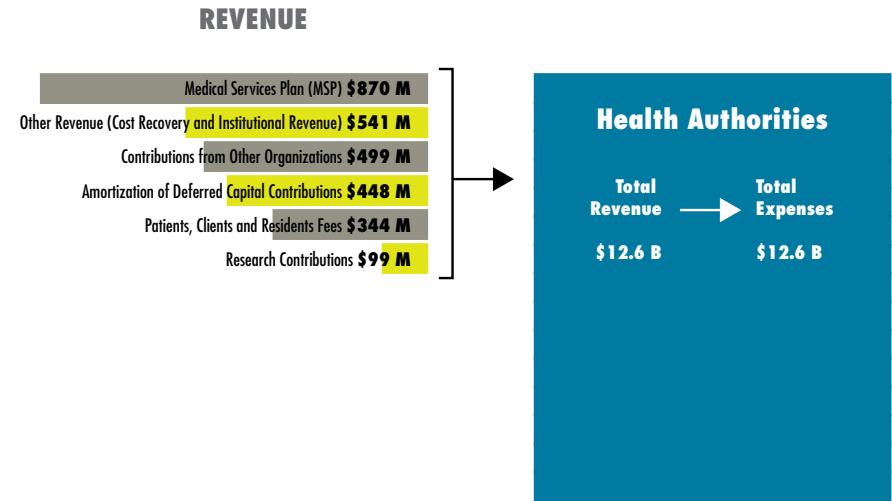 REVENUE
Medical Services Plan (MSP) $870 M
Other Revenue (Cost Recovery and Institutional Revenue) $541 M
Contributions from Other Organizations $499 M
Amortization of Deferred Capital Contributions $448 M
Patients, Clients and Residents Fees $344 M
Research Contributions $99 M
Health Authorities
Total Revenue
Total Expenses
$12.6 B
$12.6 B